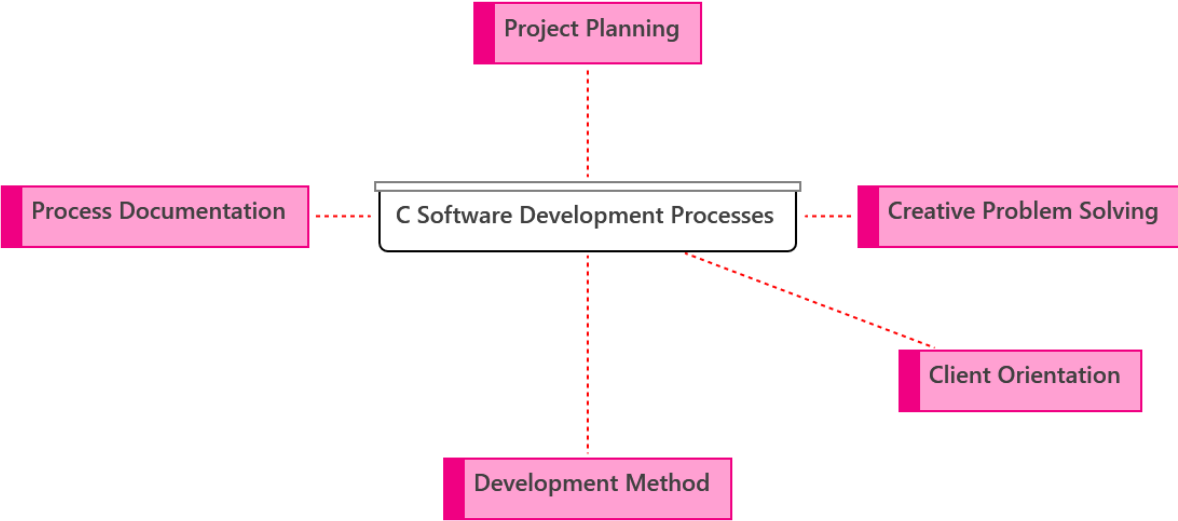 Project Planning
Process Documentation
C Software Development Processes
Creative Problem Solving
Client Orientation
Development Method